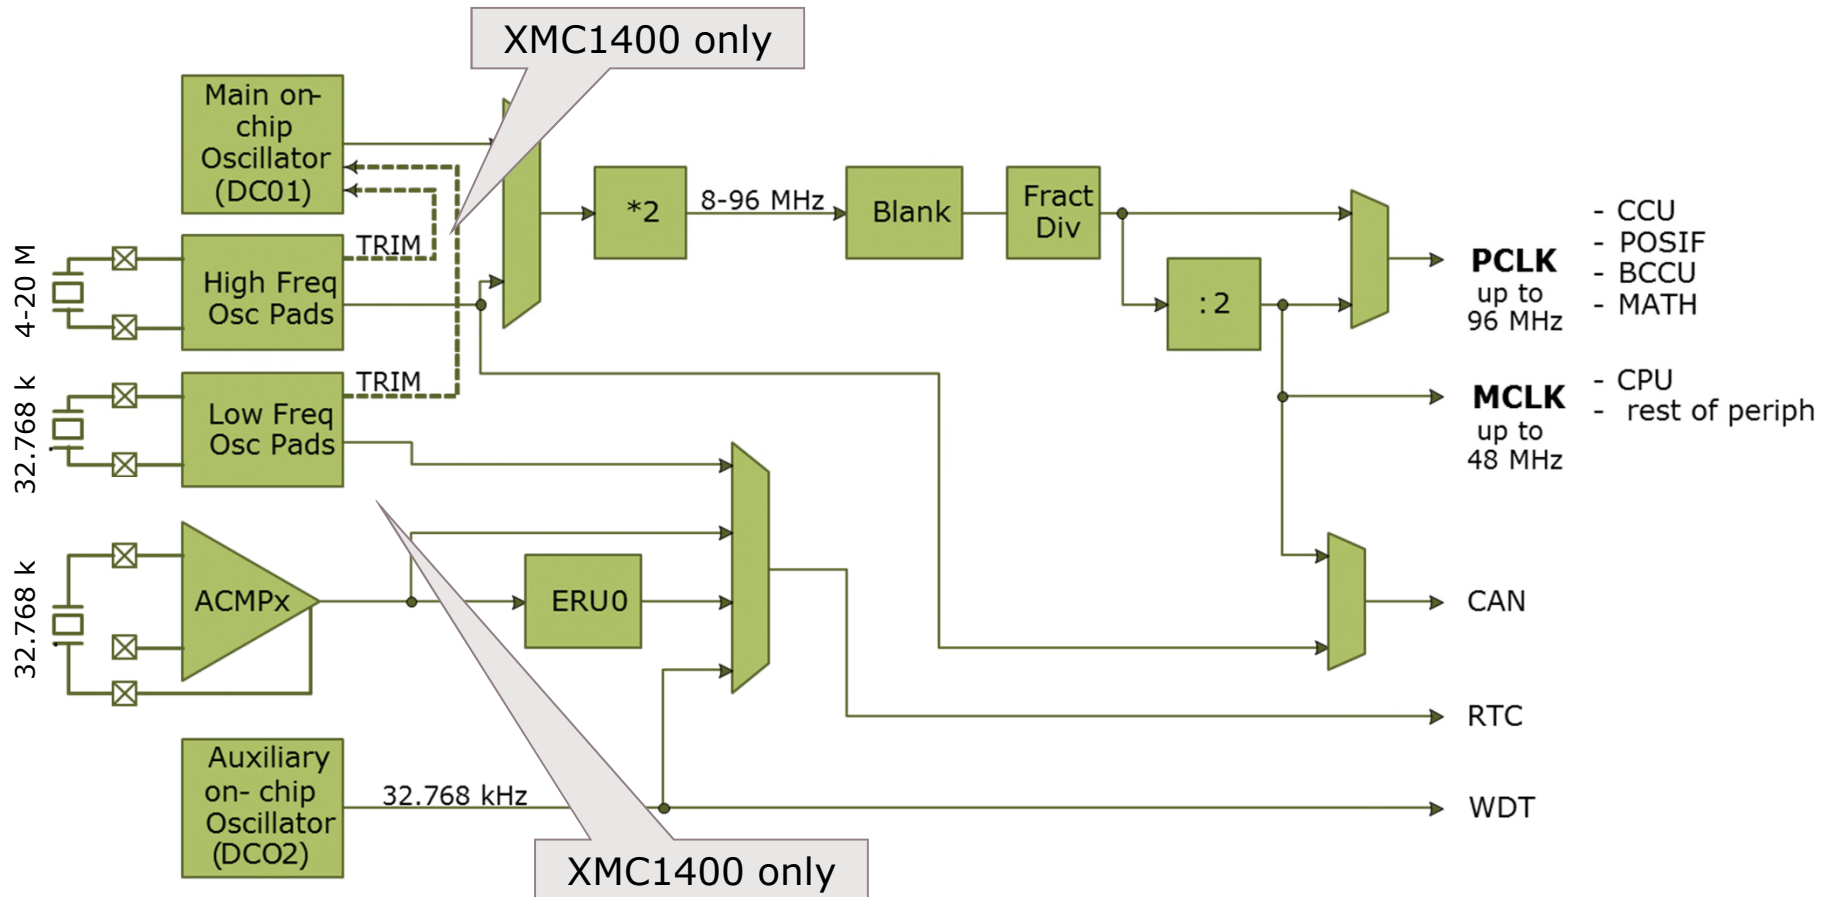 XMC1400 only
Main on-
chip
Oscillator
(DC01)
4-20 M
High Freq
Osc Pads
TRIM
*2
8-96 MHz
Blank
Fract
Div
:2
PCLK
up to
96 MHz
- CCU
- POSIF
- BCCU
- MATH
32.768 k
Low Freq
Osc Pads
TRIM
MCLK
up to
48 MHz
- CPU
- rest of periph
32.768 k
ACMPx
ERU0
CAN
RTC
Auxiliary
on- chip
Oscillator
(DCO2)
32.768 kHz
WDT
XMC1400 only